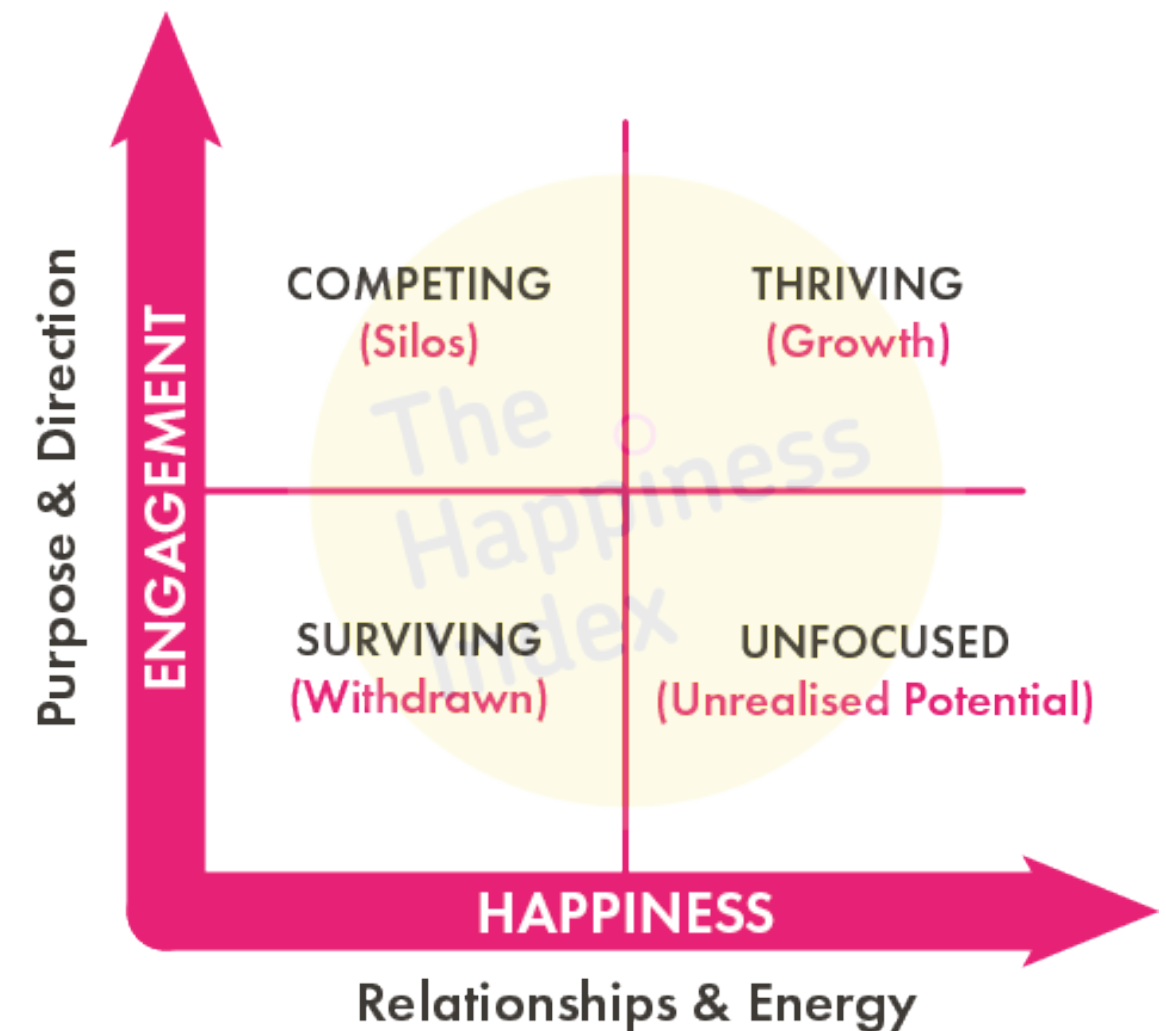 COMPETING
(Silos)
THRIVING
(Growth)
The
Happiness
Index
SURVIVING
(Withdrawn)
UNFOCUSED
(Unrealised Potential)
Purpose & Direction
ENGAGEMENT
HAPPINESS
Relationships & Energy